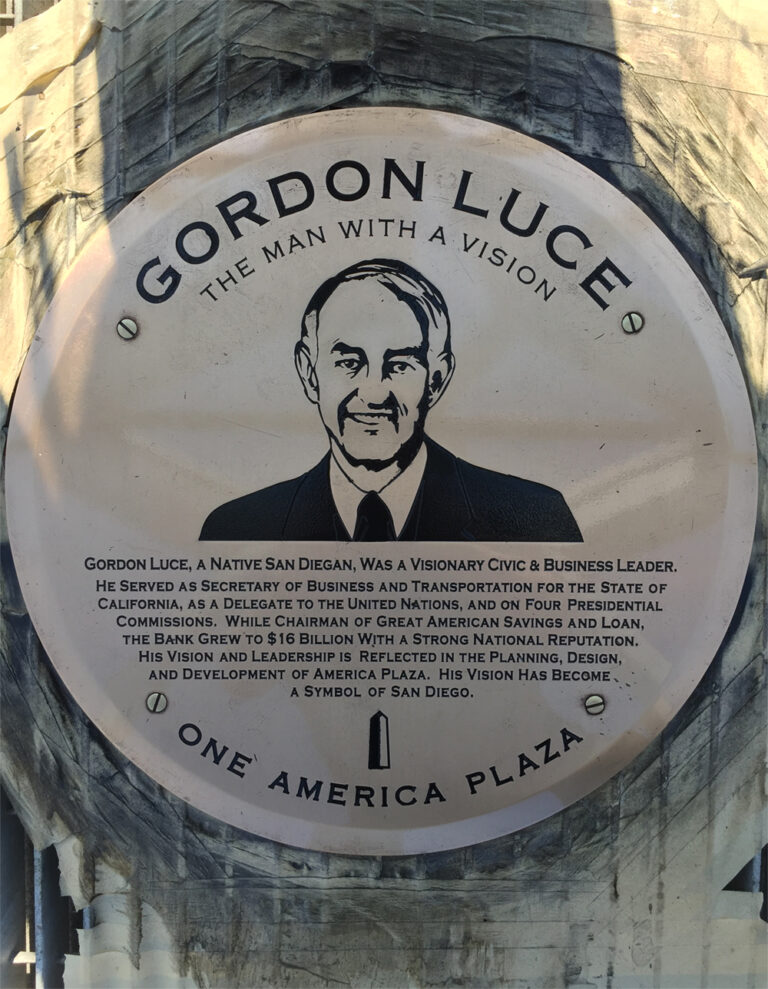 GORDON LUCE
THE MAN WITH A VISION
GORDON LUCE, A NATIVE SAN DIEGAN, WAS A VISIONARY CIVIC & BUSINESS LEADER.
HE SERVED AS SECRETARY OF BUSINESS AND TRANSPORTATION FOR THE STATE OF
CALIFORNIA, AS A DELEGATE TO THE UNITED NATIONS, AND ON FOUR PRESIDENTIAL
COMMISSIONS. WHILE CHAIRMAN OF GREAT AMERICAN SAVINGS AND LOAN,
THE BANK GREW TO $16 BILLION WITH A STRONG NATIONAL REPUTATION.
HIS VISION AND LEADERSHIP IS REFLECTED IN THE PLANNING, DESIGN,
AND DEVELOPMENT OF AMERICA PLAZA. HIS VISION HAS BECOME
A SYMBOL OF SAN DIEGO.
ONE AMERICA PLAZA